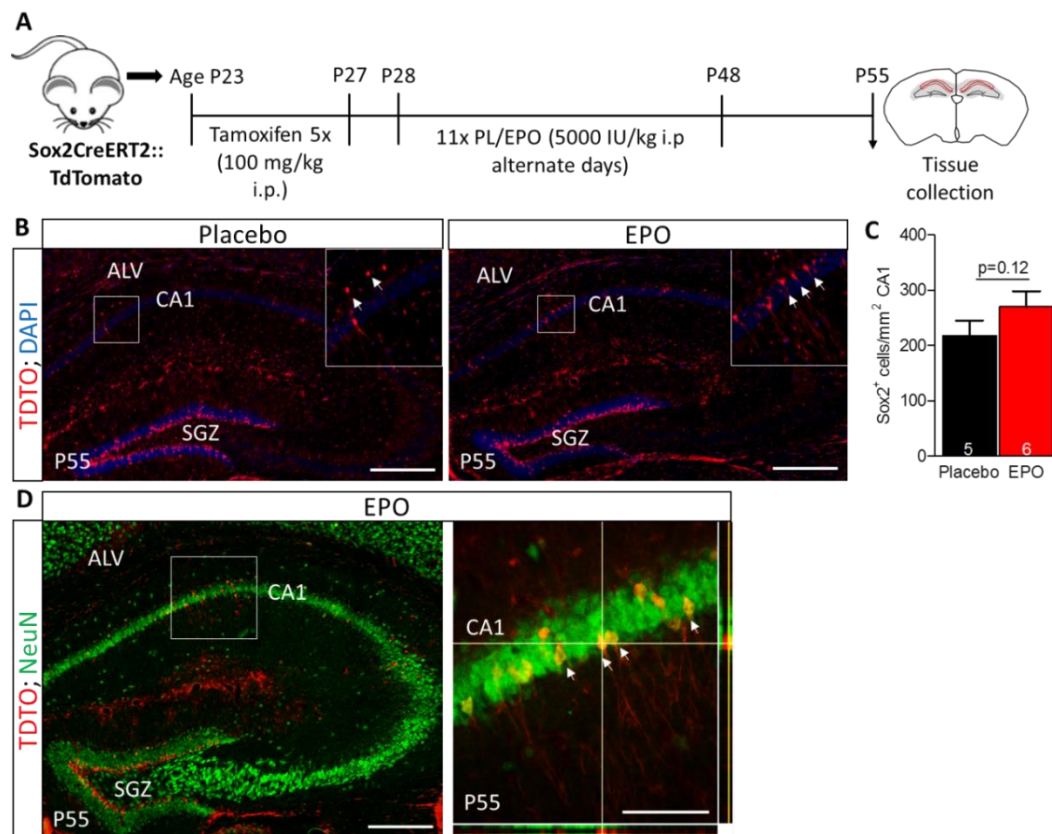 A
Age P23
P27
P28
P48
P55
Tamoxifen 5x
(100 mg/kg
i.p.)
11x PL/EPO (5000 IU/kg i.p
alternate days)
Sox2CreERT2::
TdTomato
Tissue
collection
B
Placebo
EPO
TDTO; DAPI
ALV
CA1
SGZ
P55
ALV
CA1
SGZ
P55
C
Sox2+ cells/mm2 CA1
400
300
200
100
0
p=0.12
5
6
Placebo
EPO
D
EPO
TDTO; NeuN
ALV
CA1
SGZ
P55
CA1
P55